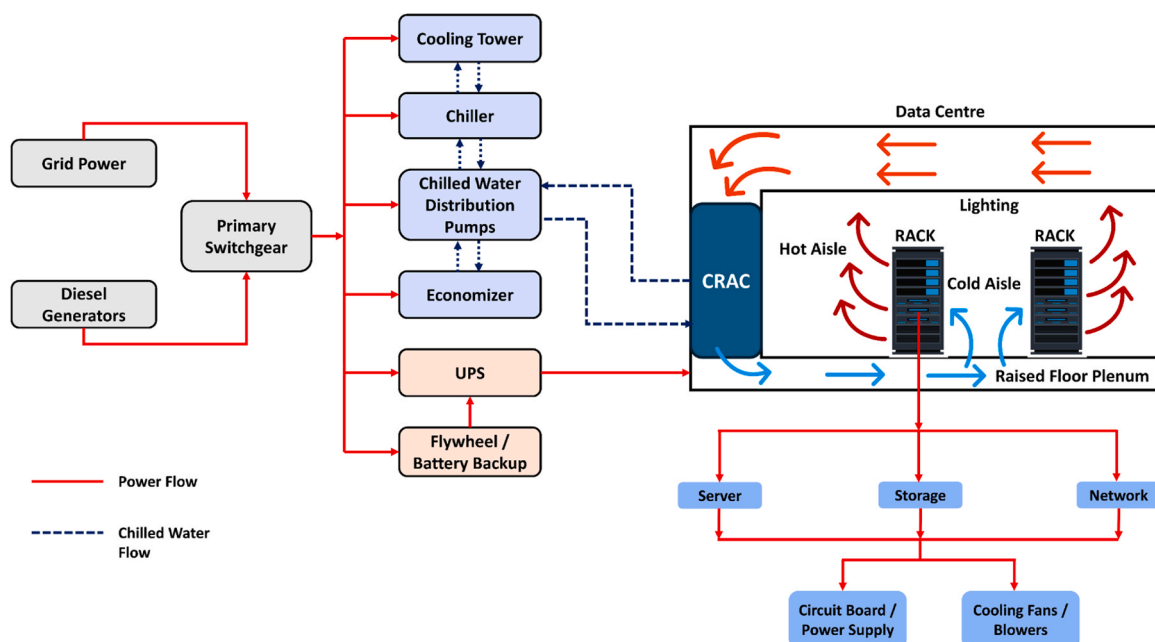 Cooling Tower
Chiller
Chilled Water
Distribution
Pumps
Economizer
UPS
Flywheel /
Battery Backup
Grid Power
Primary
Switchgear
Diesel
Generators
Power Flow
Chilled Water
Flow
Data Centre
Lighting
RACK
RACK
Hot Aisle
Cold Aisle
CRAC
Raised Floor Plenum
Server
Storage
Network
Circuit Board /
Power Supply
Cooling Fans /
Blowers